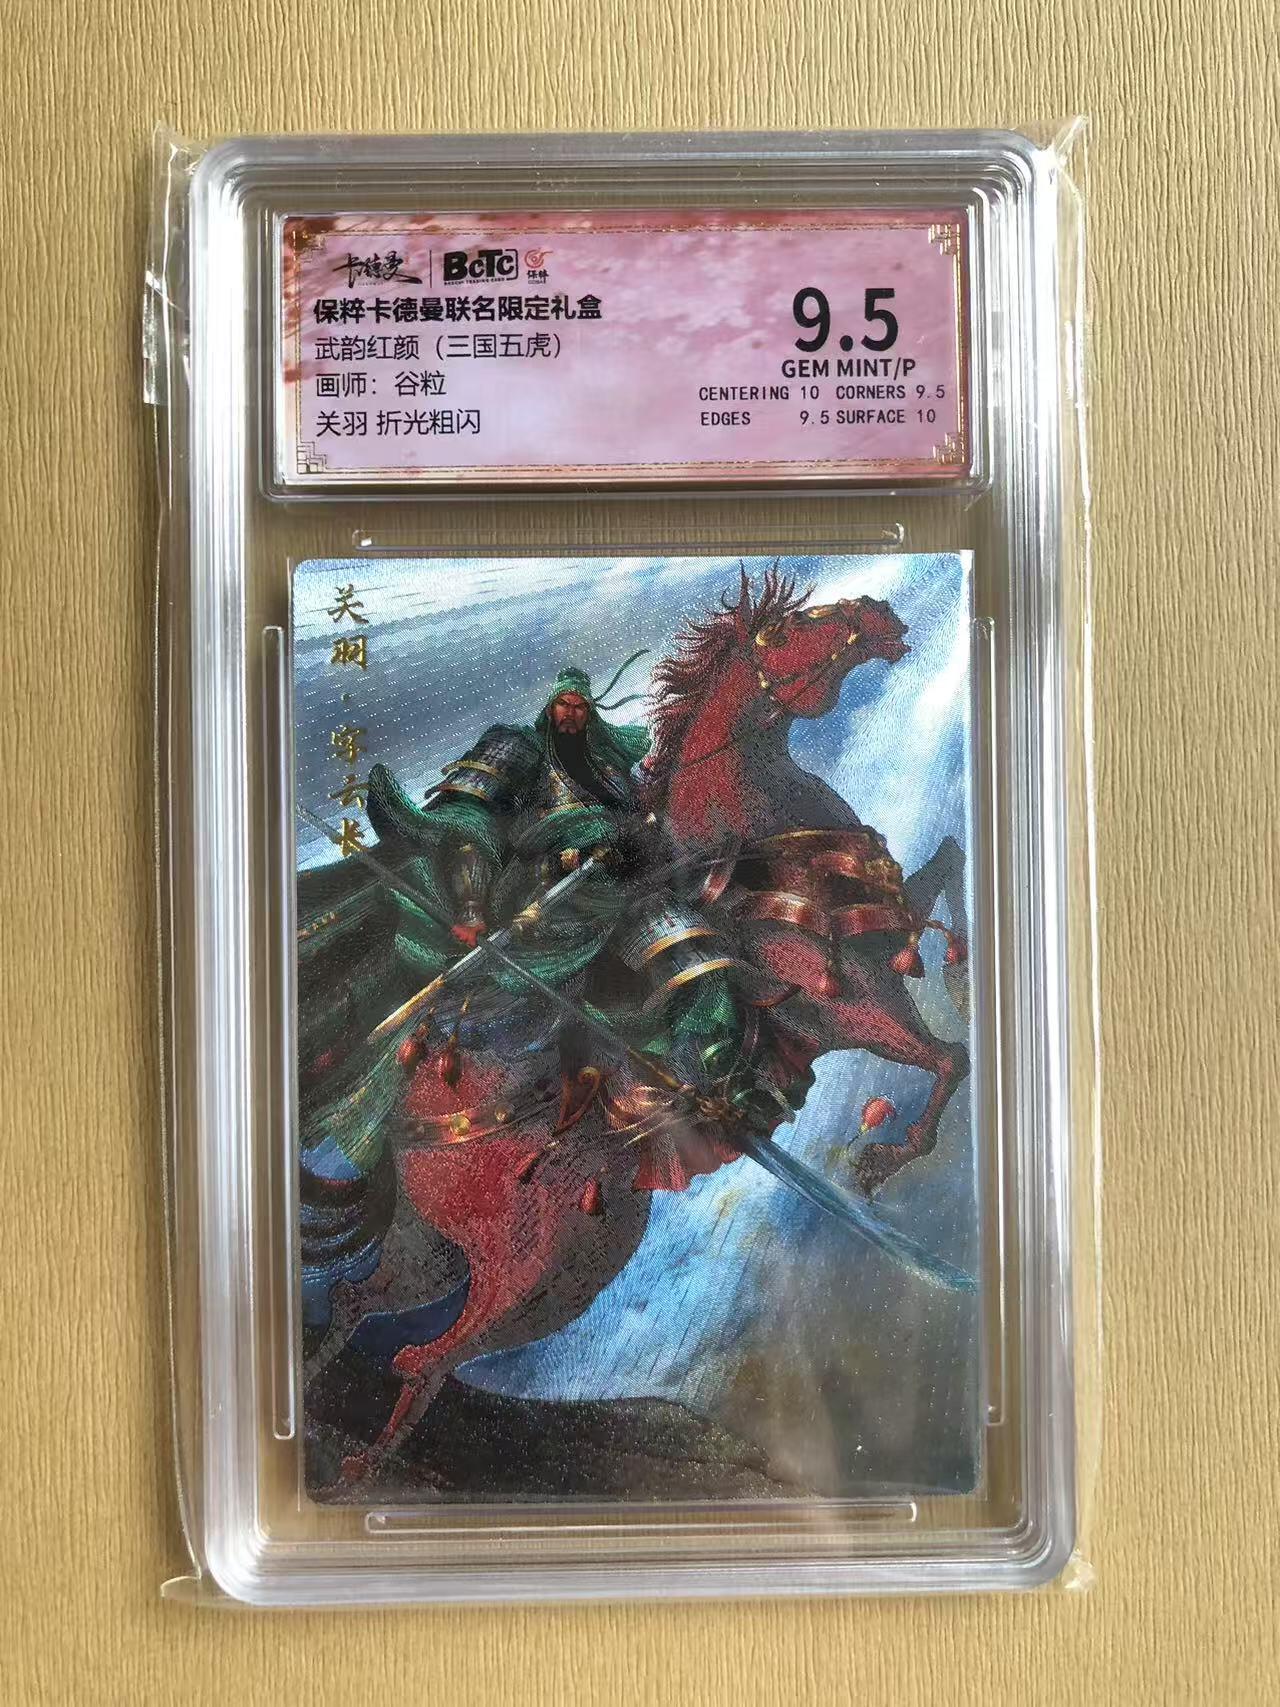 卡德曼 BCTC 保粹
保粹卡德曼联名限定礼盒
武韵红颜（三国五虎）
画师：谷粒
关羽 折光粗闪
9.5
GEM MINT/P
CENTERING 10 CORNERS 9.5
EDGES 9.5 SURFACE 10
关羽·字云长